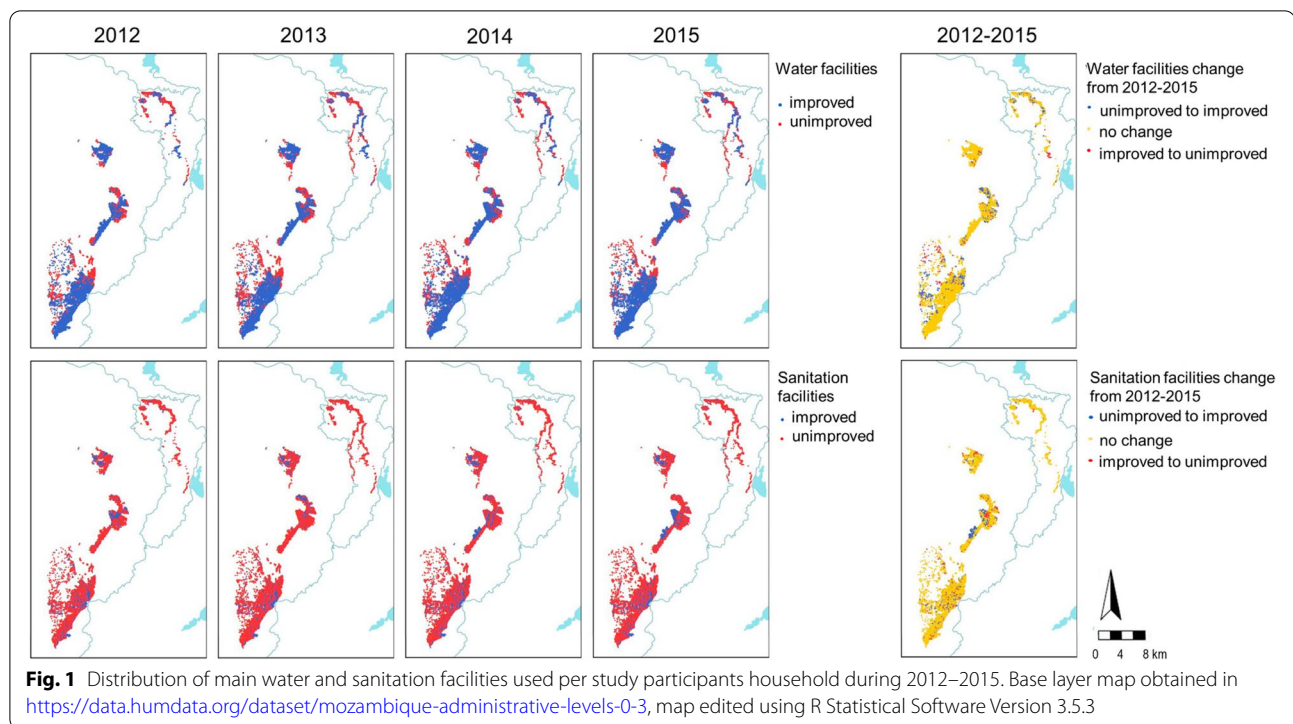 2012 2013 2014 2015 2012-2015
Water facilities
improved
unimproved
Water facilities change
from 2012-2015
unimproved to improved
no change
improved to unimproved
Sanitation
facilities
improved
unimproved
Sanitation facilities change
from 2012-2015
unimproved to improved
no change
improved to unimproved
0 4 8 km
Fig. 1 Distribution of main water and sanitation facilities used per study participants household during 2012–2015. Base layer map obtained in
https://data.humdata.org/dataset/mozambique-administrative-levels-0-3, map edited using R Statistical Software Version 3.5.3